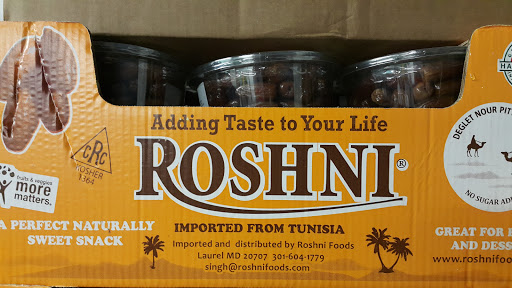 fruits & veggies
more
matters.
CRC
KOSHER
A PERFECT NATURALLY
SWEET SNACK
Adding Taste to Your Life
ROSHNI®
IMPORTED FROM TUNISIA
Imported and distributed by Roshni Foods
Laurel MD 20707 301-604-1779
singh@roshnifoods.com
DEGLET NOUR PIT
NO SUGAR AD
GREAT FOR
AND DESS
www.roshnifoods